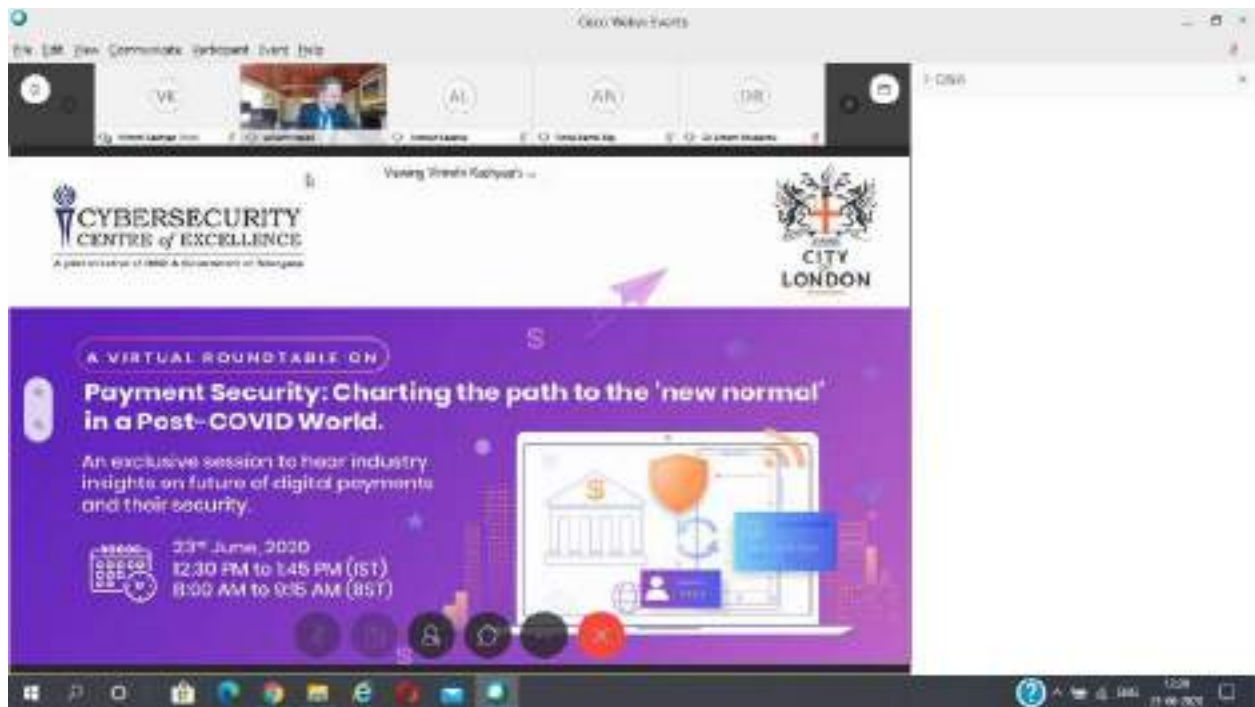 Cisco Webex Events
File Edit View Communicate Participant Event Help
VK
AL
DR
Viewing Vineela Kashyap's ...
CYBERSECURITY
CENTRE of EXCELLENCE
CITY
LONDON
A VIRTUAL ROUNDTABLE ON
Payment Security: Charting the path to the 'new normal'
in a Post-COVID World.
An exclusive session to hear industry
insights on future of digital payments
and their security.
23rd June, 2020
12:30 PM to 1:45 PM (IST)
8:00 AM to 9:15 AM (BST)